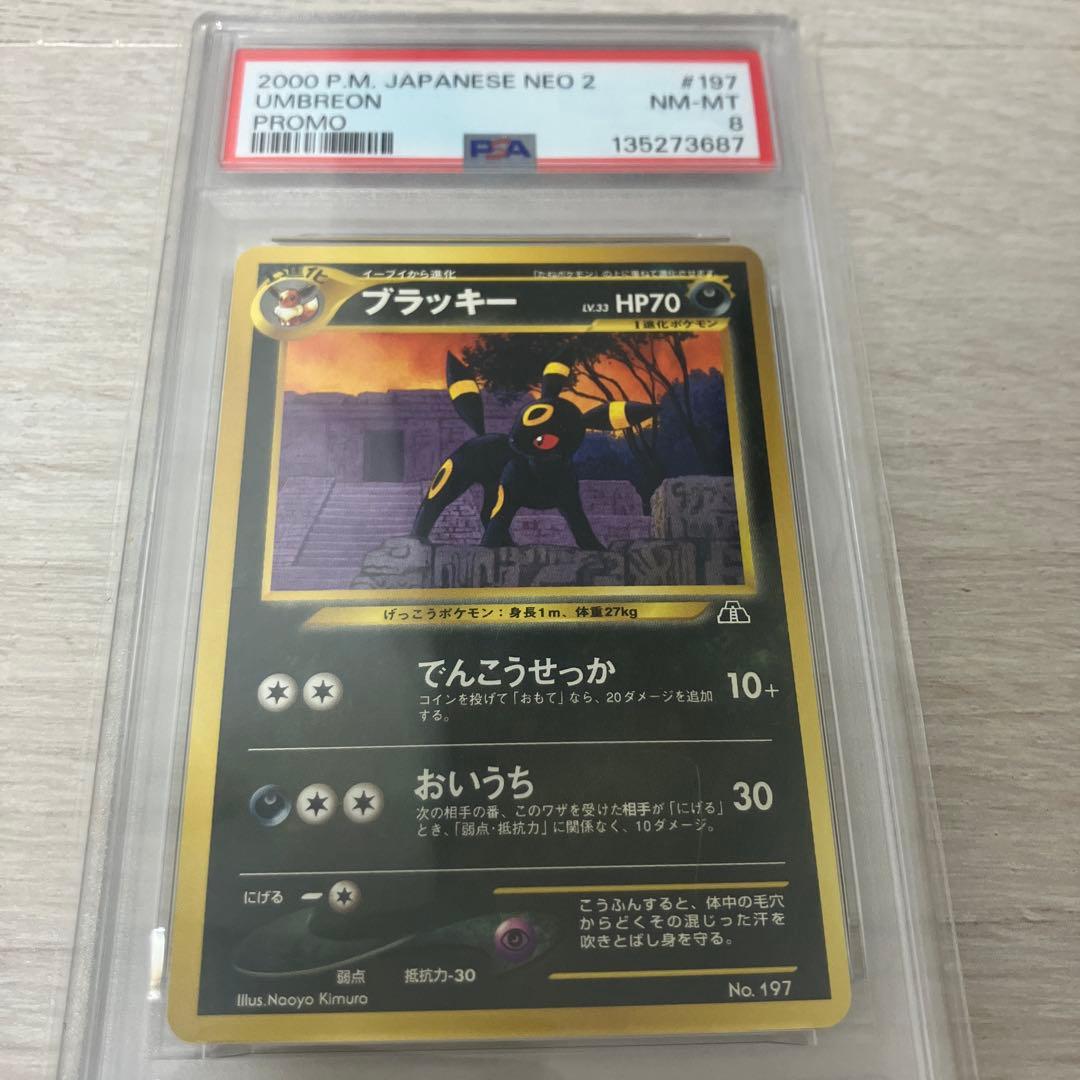 2000 P.M. JAPANESE NEO 2 #197
UMBREON NM-MT
PROMO 8
PSA 135273687
進化 イーブイから進化 「たねポケモン」の上に重ねて進化させます
ブラッキー LV.33 HP70
1進化ポケモン
げっこうポケモン：身長1m、体重27kg
でんこうせっか 10+
コインを投げて「おもて」なら、20ダメージを追加
する。
おいうち 30
次の相手の番、このワザを受けた相手が「にげる」
とき、「弱点・抵抗力」に関係なく、10ダメージ。
にげる
こうふんすると、体中の毛穴
からどくその混じった汗を
吹きとばし身を守る。
弱点 抵抗力-30
Illus.Naoyo Kimura No. 197